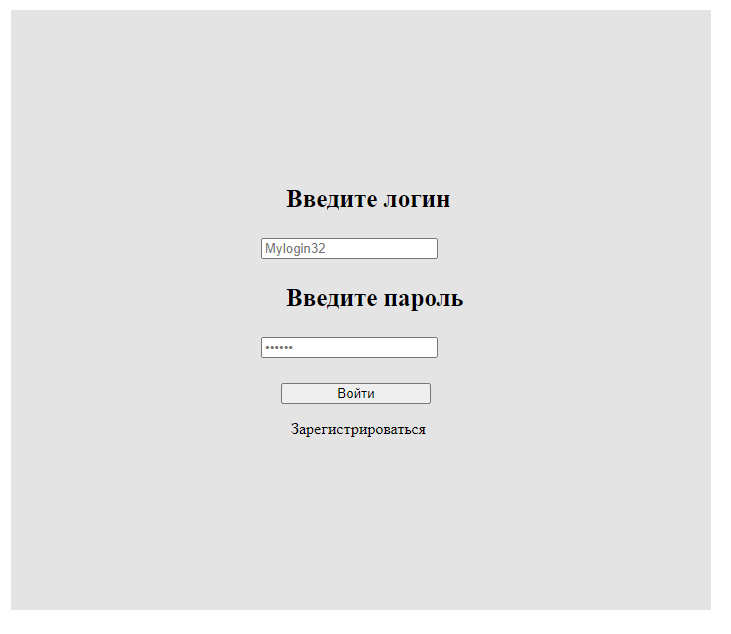 Введите логин
Mylogin32
Введите пароль
••••••
Войти
Зарегистрироваться